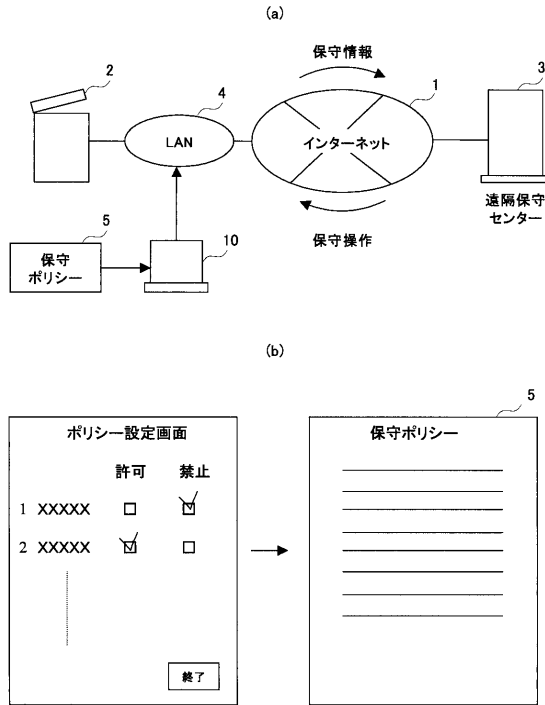 (a)
保守情報
2
4
1
3
LAN
インターネット
遠隔保守
センター
5
10
保守操作
保守
ポリシー
(b)
5
ポリシー設定画面
保守ポリシー
許可 禁止
1 XXXXX
2 XXXXX
終了